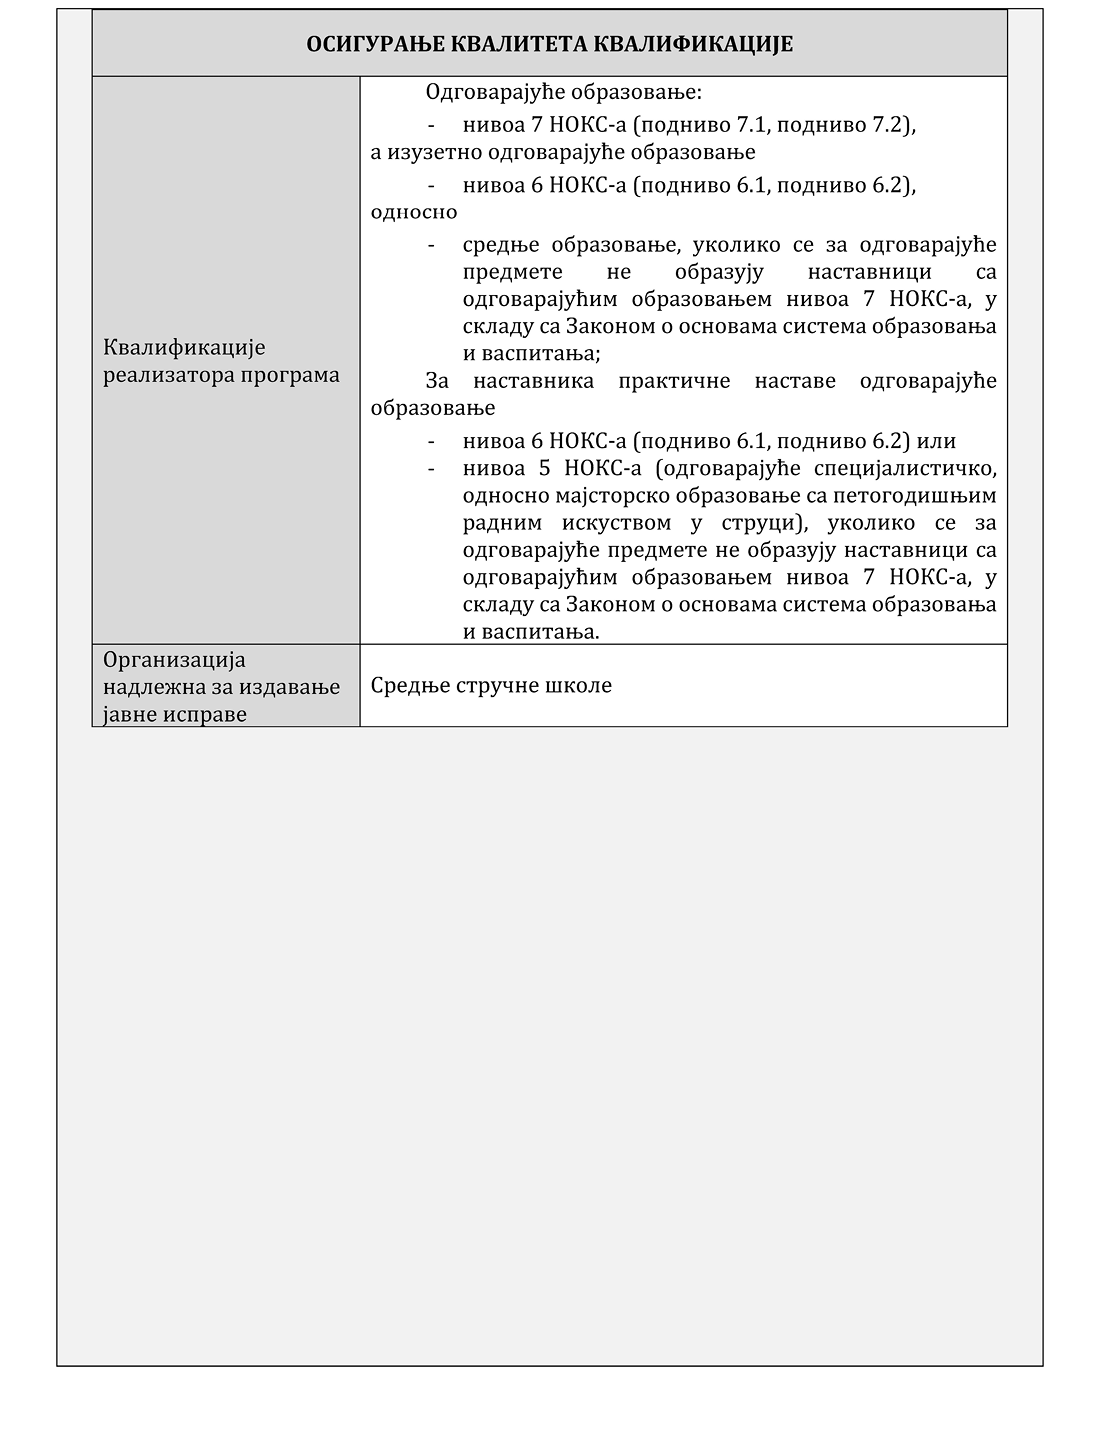 ОСИГУРАЊЕ КВАЛИТЕТА КВАЛИФИКАЦИЈЕ
Квалификације
реализатора програма
Одговарајуће образовање:
- нивоа 7 НОКС-а (подниво 7.1, подниво 7.2),
а изузетно одговарајуће образовање
- нивоа 6 НОКС-а (подниво 6.1, подниво 6.2),
односно
- средње образовање, уколико се за одговарајуће
предмете не образују наставници са
одговарајућим образовањем нивоа 7 НОКС-а, у
складу са Законом о основама система образовања
и васпитања;
За наставника практичне наставе одговарајуће
образовање
- нивоа 6 НОКС-а (подниво 6.1, подниво 6.2) или
- нивоа 5 НОКС-а (одговарајуће специјалистичко,
односно мајсторско образовање са петогодишњим
радним искуством у струци), уколико се за
одговарајуће предмете не образују наставници са
одговарајућим образовањем нивоа 7 НОКС-а, у
складу са Законом о основама система образовања
и васпитања.
Организација
надлежна за издавање
јавне исправе
Средње стручне школе